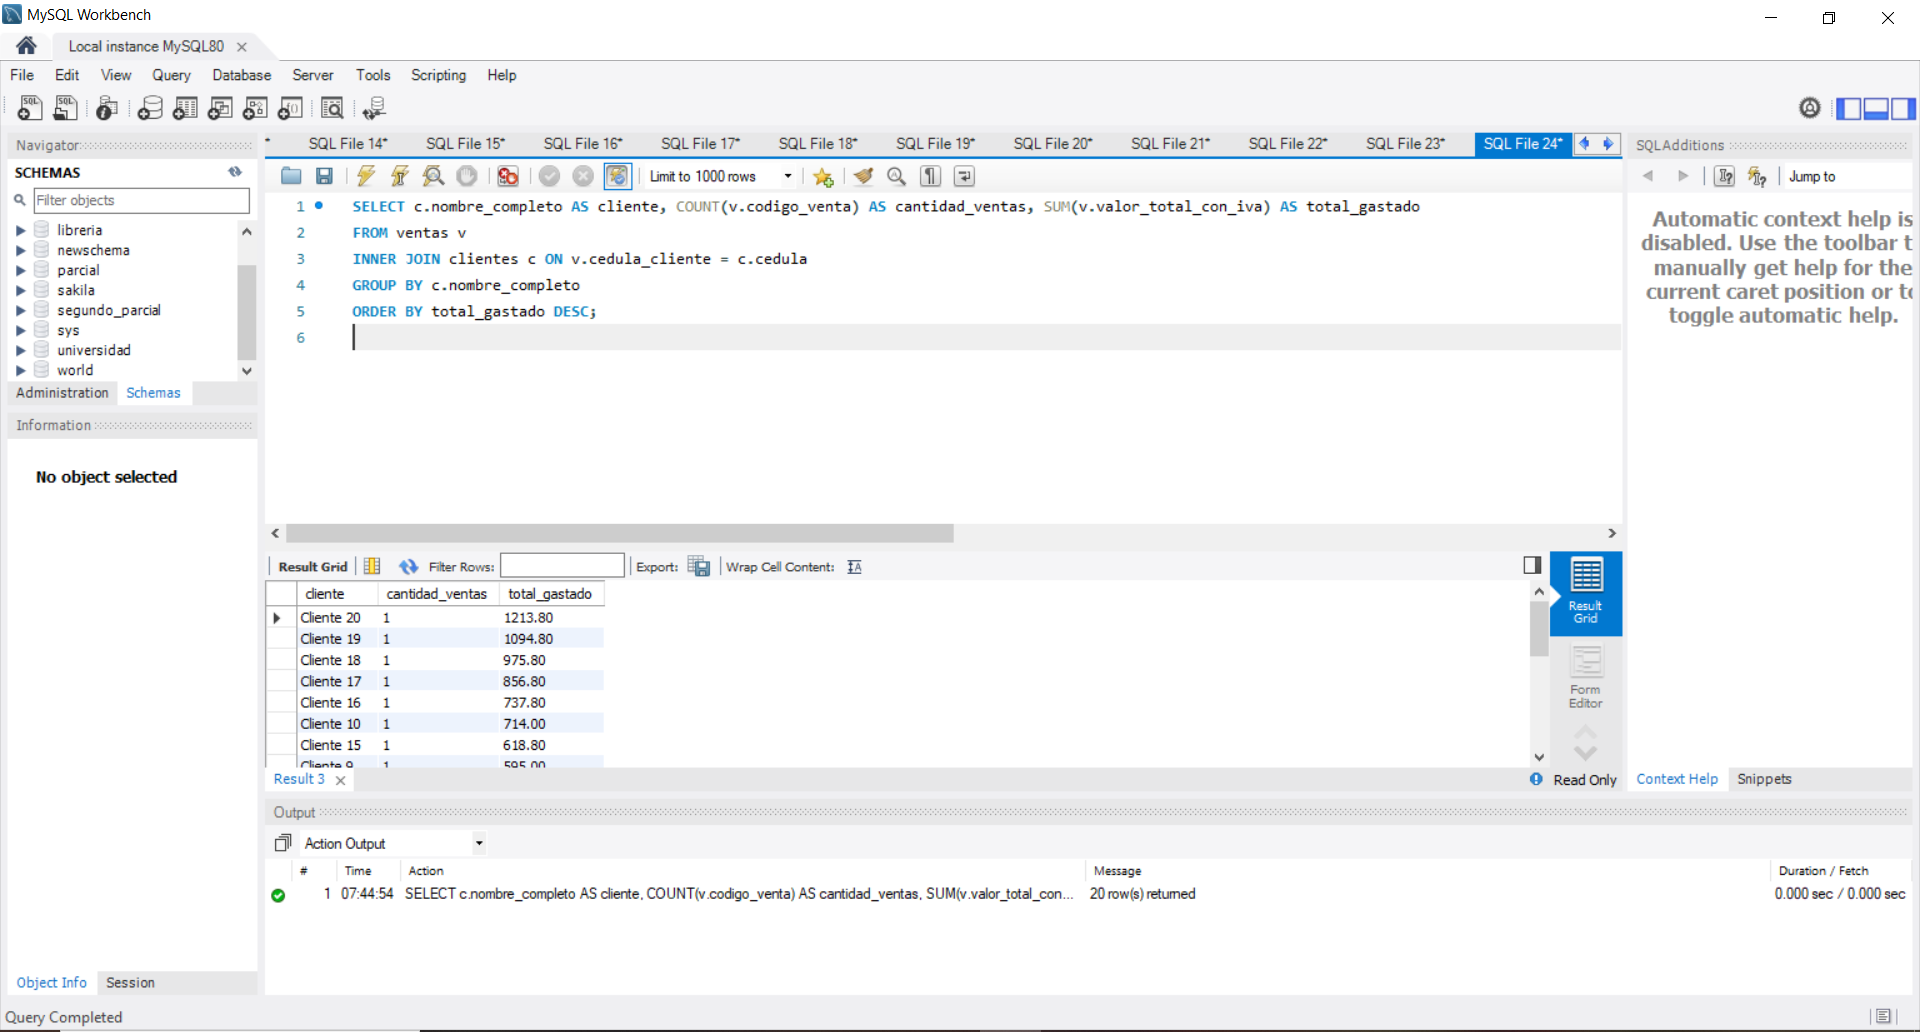 MySQL Workbench
Local instance MySQL80
File Edit View Query Database Server Tools Scripting Help
Navigator
SCHEMAS
Filter objects
libreria
newschema
parcial
sakila
segundo_parcial
sys
universidad
world
Administration Schemas
Information
No object selected
Object Info Session
Query Completed
* SQL File 14* SQL File 15* SQL File 16* SQL File 17* SQL File 18* SQL File 19* SQL File 20* SQL File 21* SQL File 22* SQL File 23* SQL File 24*
Limit to 1000 rows
1 SELECT c.nombre_completo AS cliente, COUNT(v.codigo_venta) AS cantidad_ventas, SUM(v.valor_total_con_iva) AS total_gastado
2 FROM ventas v
3 INNER JOIN clientes c ON v.cedula_cliente = c.cedula
4 GROUP BY c.nombre_completo
5 ORDER BY total_gastado DESC;
6
Result Grid Filter Rows: Export: Wrap Cell Content:
cliente cantidad_ventas total_gastado
Cliente 20 1 1213.80
Cliente 19 1 1094.80
Cliente 18 1 975.80
Cliente 17 1 856.80
Cliente 16 1 737.80
Cliente 10 1 714.00
Cliente 15 1 618.80
Cliente 9 1 595.00
Result Grid
Form Editor
Result 3
Read Only
SQLAdditions
Jump to
Automatic context help is
disabled. Use the toolbar t
manually get help for the
current caret position or to
toggle automatic help.
Context Help Snippets
Output
Action Output
# Time Action Message Duration / Fetch
1 07:44:54 SELECT c.nombre_completo AS cliente, COUNT(v.codigo_venta) AS cantidad_ventas, SUM(v.valor_total_con... 20 row(s) returned 0.000 sec / 0.000 sec